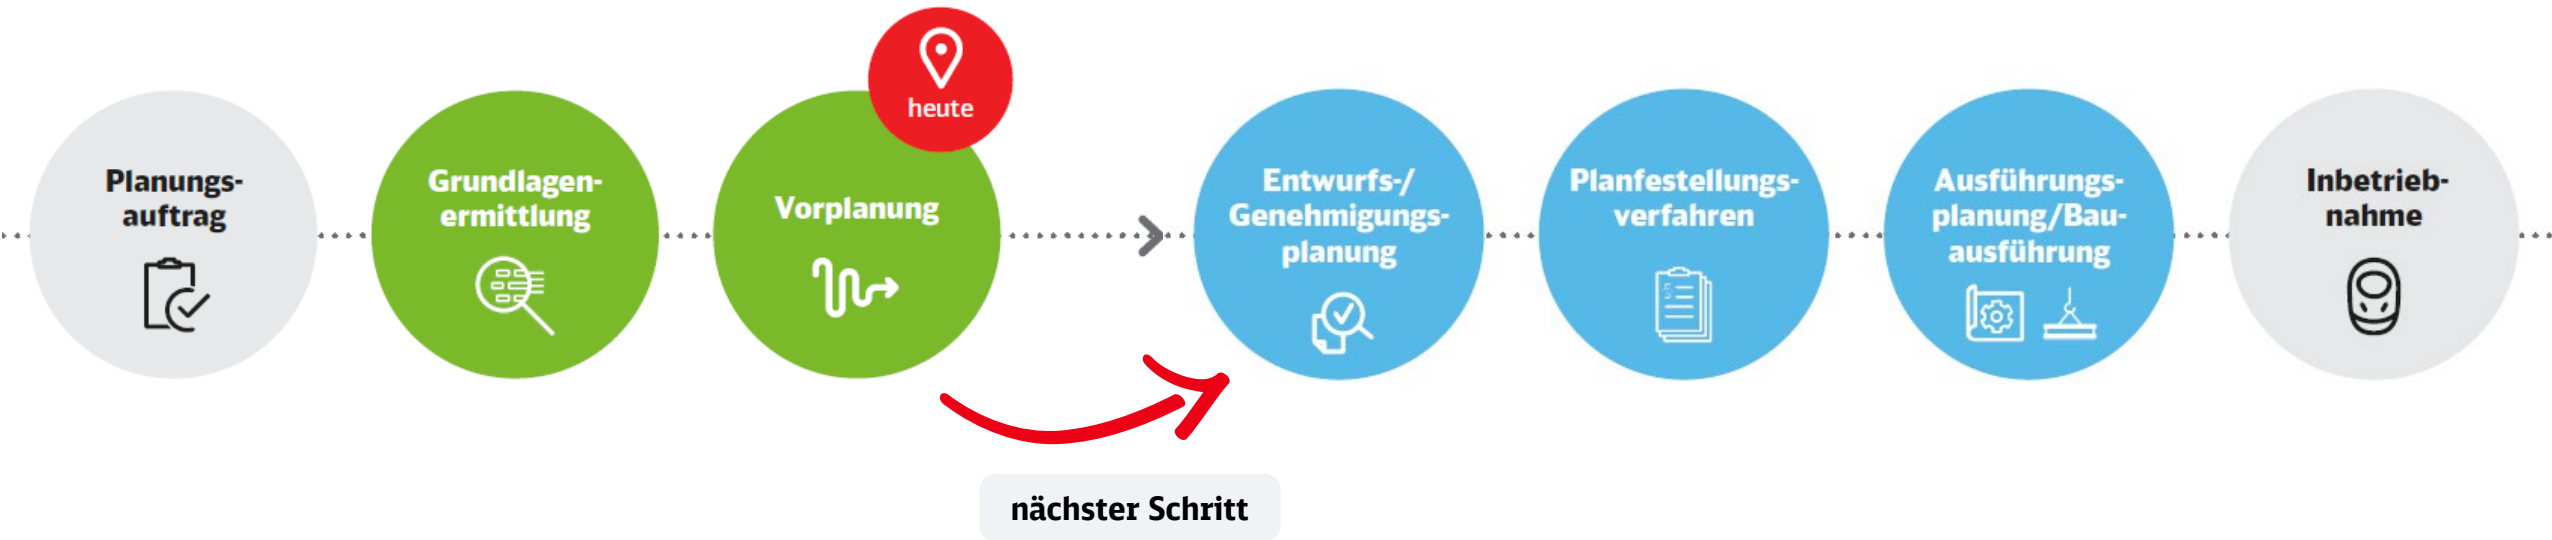 heute
Planungs-
auftrag
Grundlagen-
ermittlung
Vorplanung
Entwurfs-/
Genehmigungs-
planung
Planfestellungs-
verfahren
Ausführungs-
planung/Bau-
ausführung
Inbetrieb-
nahme
nächster Schritt